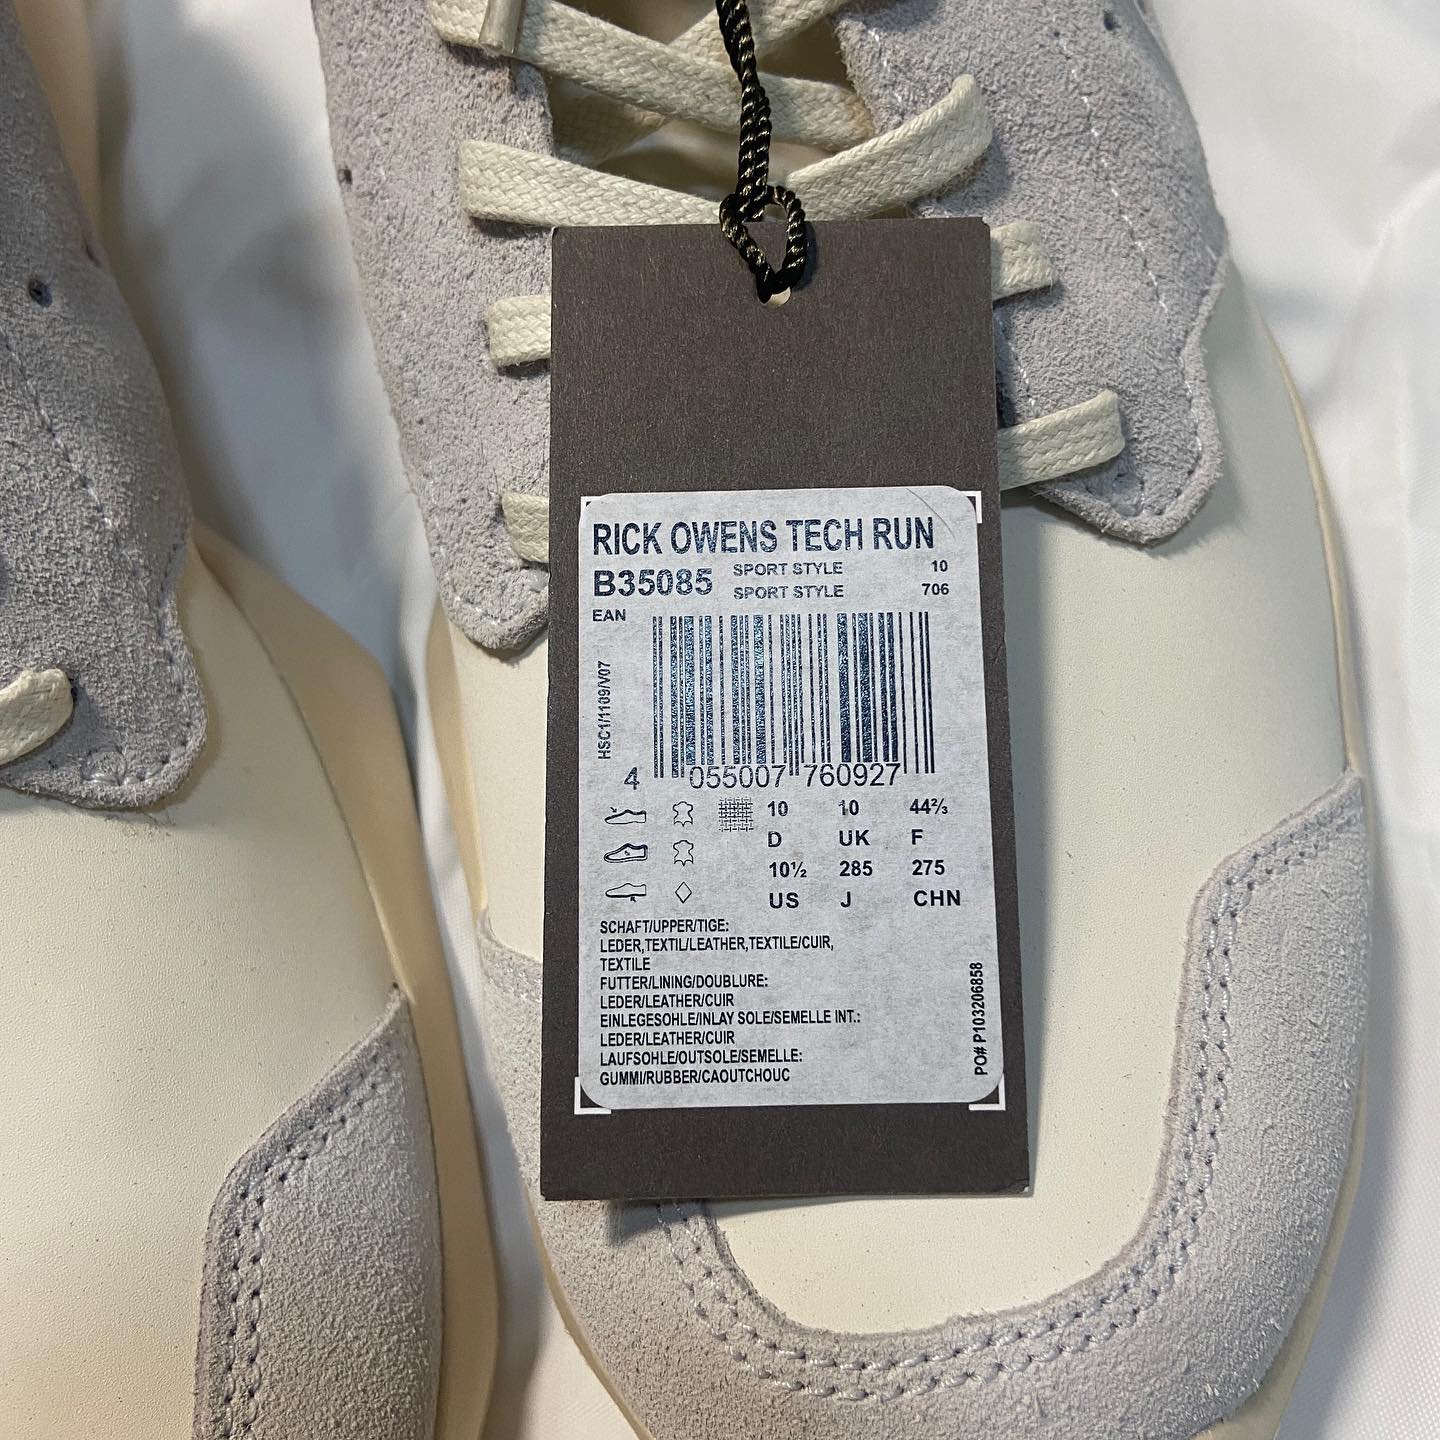 RICK OWENS TECH RUN
B35085 SPORT STYLE 10
SPORT STYLE 706
EAN
HSC1/1109/V07
4 055007 760927
10 10 44⅔
D UK F
10½ 285 275
US J CHN
SCHAFT/UPPER/TIGE:
LEDER,TEXTIL/LEATHER,TEXTILE/CUIR,
TEXTILE
FUTTER/LINING/DOUBLURE:
LEDER/LEATHER/CUIR
EINLEGESOHLE/INLAY SOLE/SEMELLE INT.:
LEDER/LEATHER/CUIR
LAUFSOHLE/OUTSOLE/SEMELLE:
GUMMI/RUBBER/CAOUTCHOUC
PO# P103206858